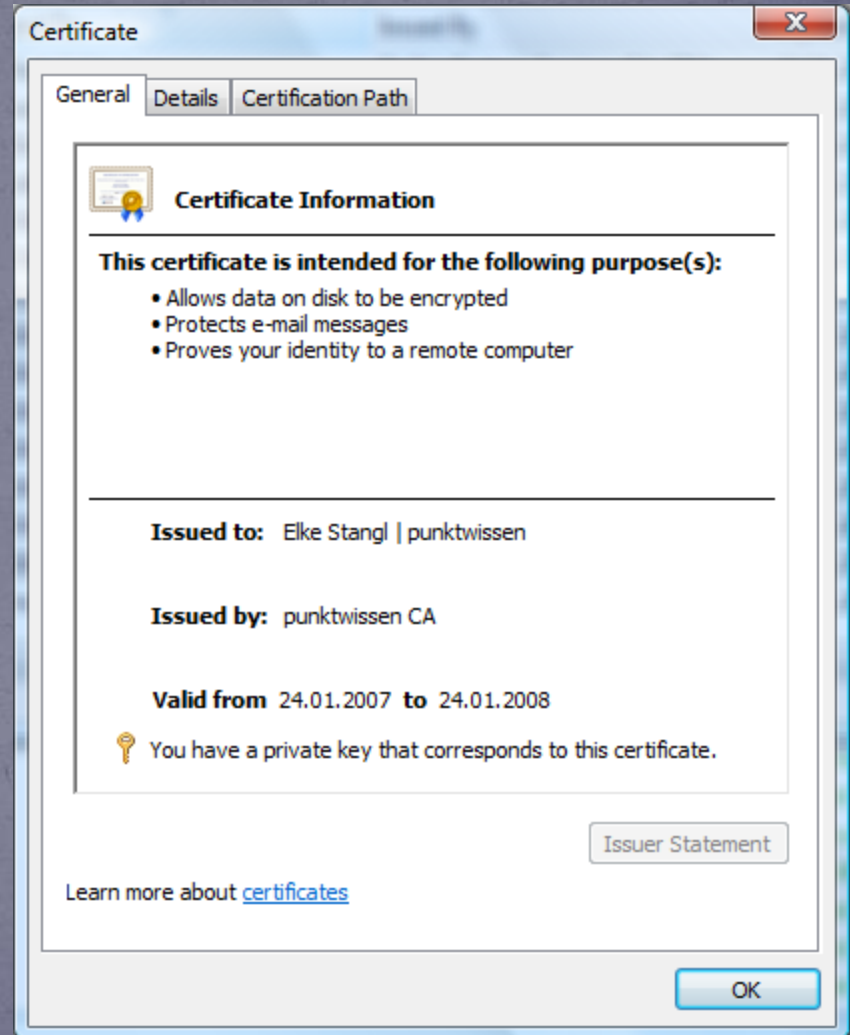 Certificate
General Details Certification Path
Certificate Information
This certificate is intended for the following purpose(s):
• Allows data on disk to be encrypted
• Protects e-mail messages
• Proves your identity to a remote computer
Issued to: Elke Stangl | punktwissen
Issued by: punktwissen CA
Valid from 24.01.2007 to 24.01.2008
You have a private key that corresponds to this certificate.
Issuer Statement
Learn more about certificates
OK